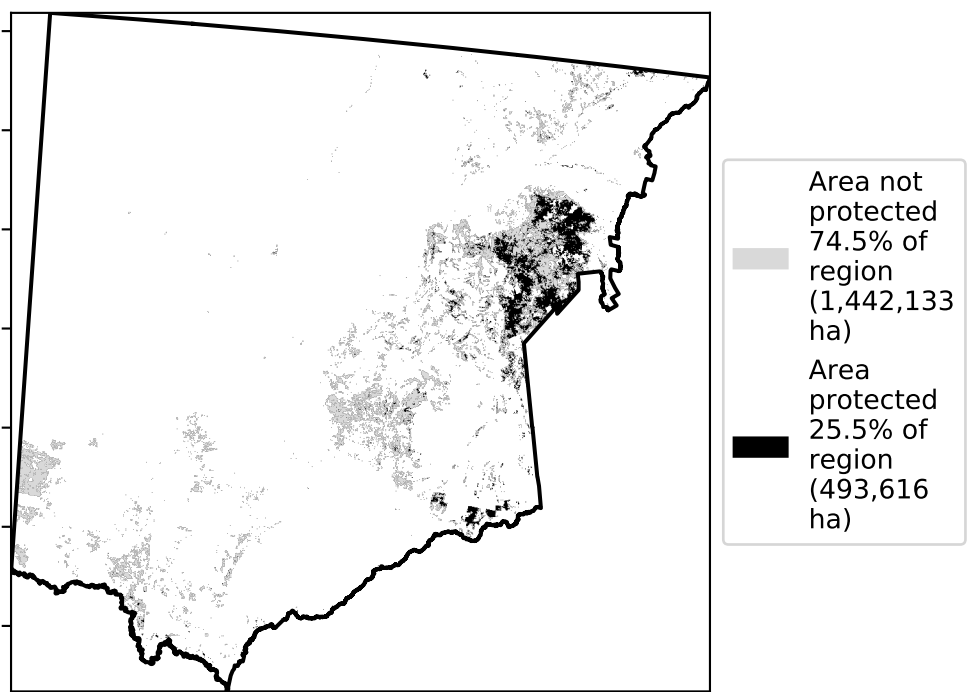 Area not
protected
74.5% of
region
(1,442,133
ha)
Area
protected
25.5% of
region
(493,616
ha)